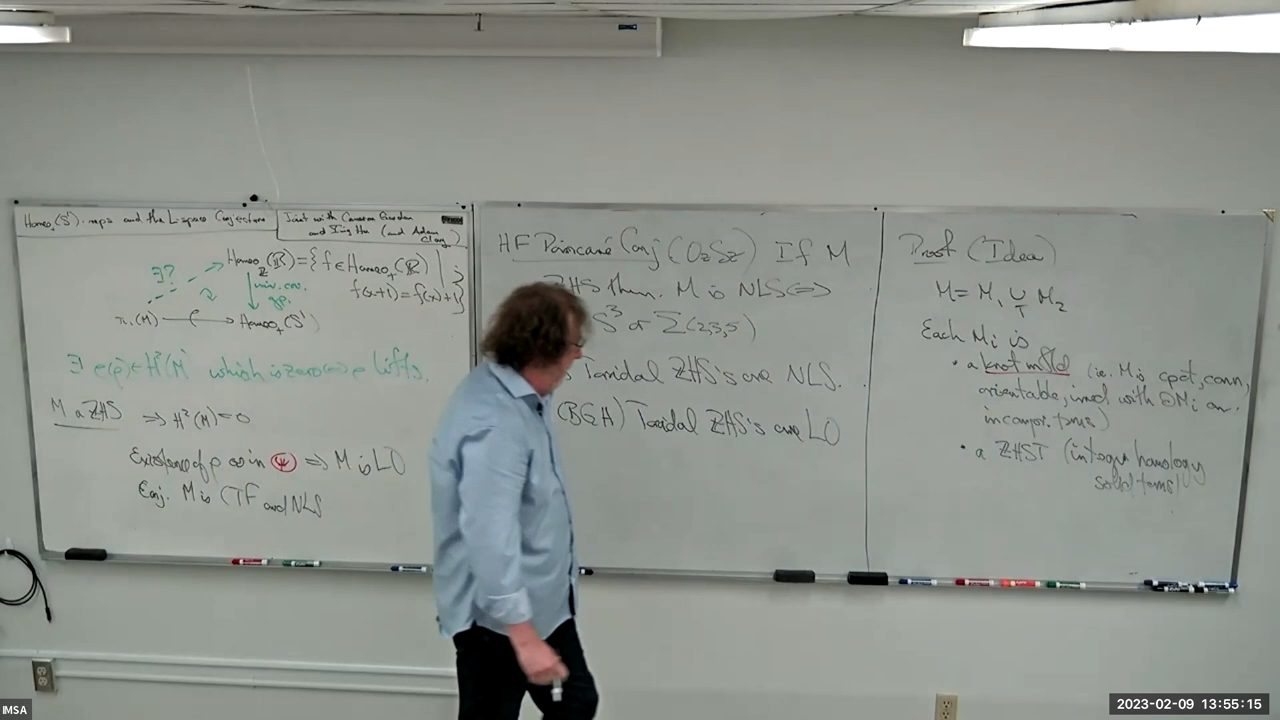 Homeo₊(S¹)-reps and the L-space Conjecture
Joint with Cameron Gordon
and Ying Hu (and Adam
Clay)
∃?
Homeo_ℤ(ℝ) = {f ∈ Homeo₊(ℝ) |
f(x+1) = f(x)+1}
univ. cov.
gp.
π₁(M) —ρ→ Homeo₊(S¹)
∃ e(ρ) ∈ H²(M) which is zero ⇔ ρ lifts.
M a ZHS ⇒ H²(M) = 0
Existence of ρ as in Ⓤ ⇒ M is LO
Conj. M is CTF and NLS
HF Poincaré Conj (OzSz) If M
ZHS then. M is NLS ⇔
S³ or Σ(2,3,5)
Toroidal ZHS's are NLS.
(BGH) Toroidal ZHS's are LO
Proof (Idea)
M = M₁ ∪_T M₂
Each Mᵢ is
• a knot mfld (i.e. M is cpct, conn,
orientable, irred with ∂Mᵢ an
incompr. torus)
• a ZHST (integer homology
solid torus)
2023-02-09 13:55:15
IMSA